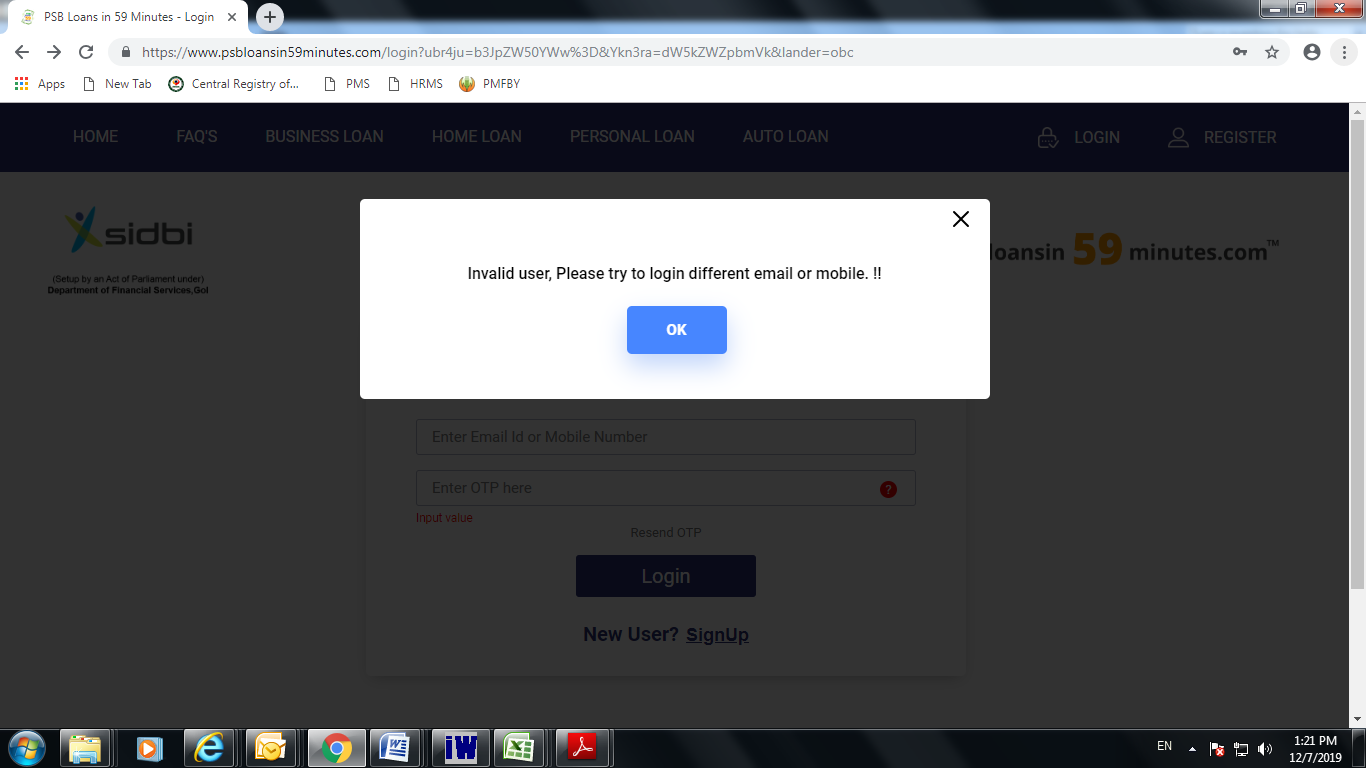 PSB Loans in 59 Minutes - Login
https://www.psbloansin59minutes.com/login?ubr4ju=b3JpZW50YWw%3D&Ykn3ra=dW5kZWZpbmVk&lander=obc
Apps New Tab Central Registry of... PMS HRMS PMFBY
HOME FAQ'S BUSINESS LOAN HOME LOAN PERSONAL LOAN AUTO LOAN LOGIN REGISTER
sidbi
(Setup by an Act of Parliament under)
Department of Financial Services,GoI
loansin 59 minutes.com™
Invalid user, Please try to login different email or mobile. !!
OK
Enter Email Id or Mobile Number
Enter OTP here
?
Input value
Resend OTP
Login
New User? SignUp
EN
1:21 PM
12/7/2019